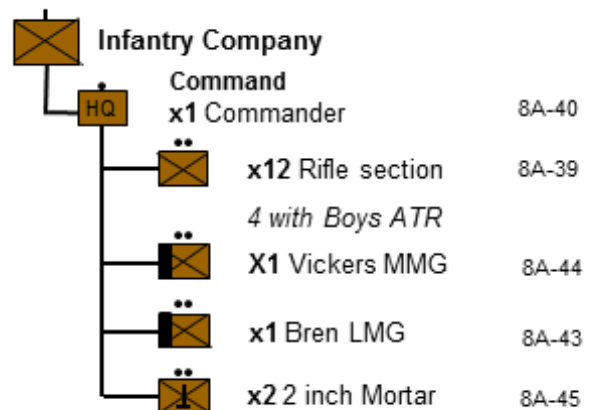 Infantry Company
Command
HQ x1 Commander 8A-40
x12 Rifle section 8A-39
4 with Boys ATR
X1 Vickers MMG 8A-44
x1 Bren LMG 8A-43
x2 2 inch Mortar 8A-45